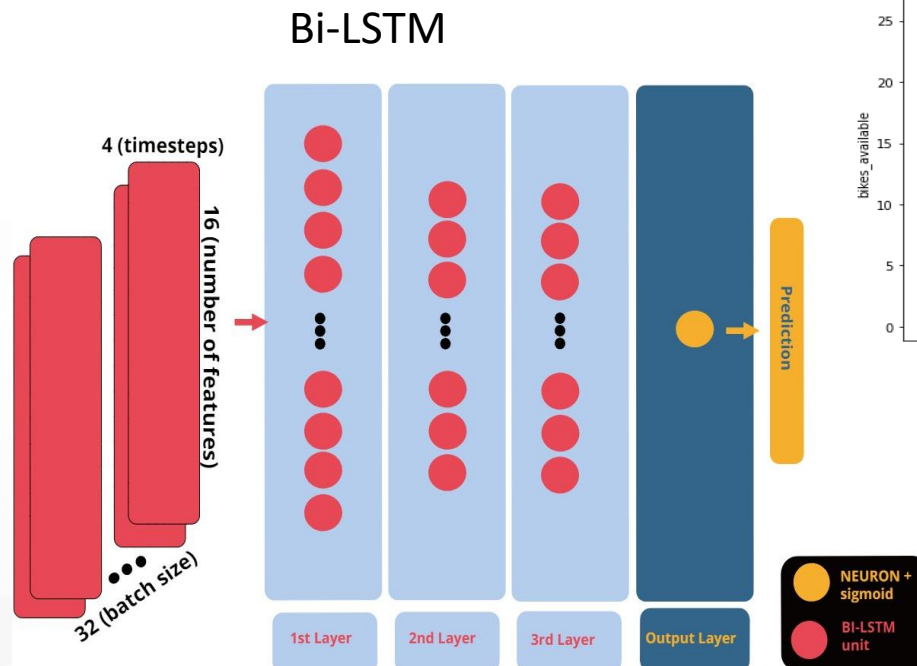 Bi-LSTM
4 (timesteps)
16 (number of features)
32 (batch size)
1st Layer
2nd Layer
3rd Layer
Output Layer
Prediction
NEURON +
sigmoid
BI-LSTM
unit
bikes_available
25
20
15
10
5
0